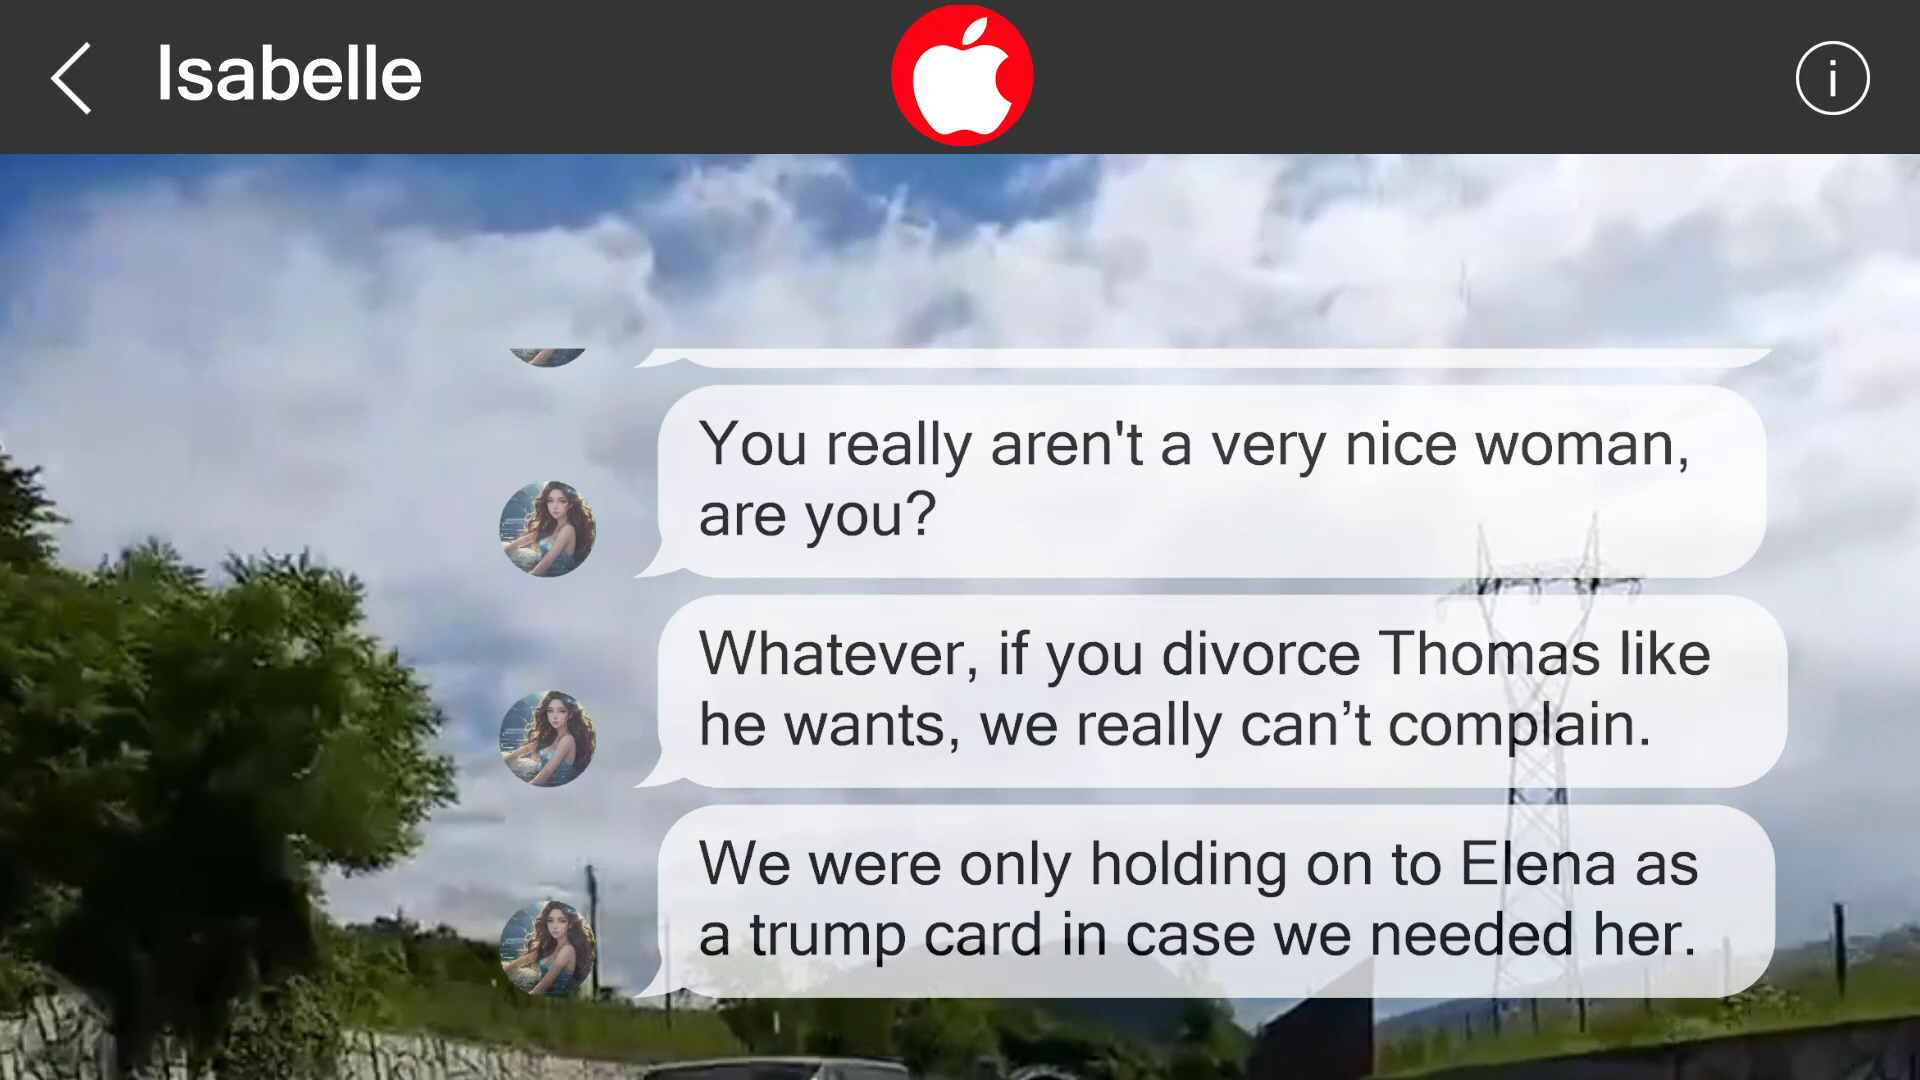 Isabelle
You really aren't a very nice woman,
are you?
Whatever, if you divorce Thomas like
he wants, we really can’t complain.
We were only holding on to Elena as
a trump card in case we needed her.